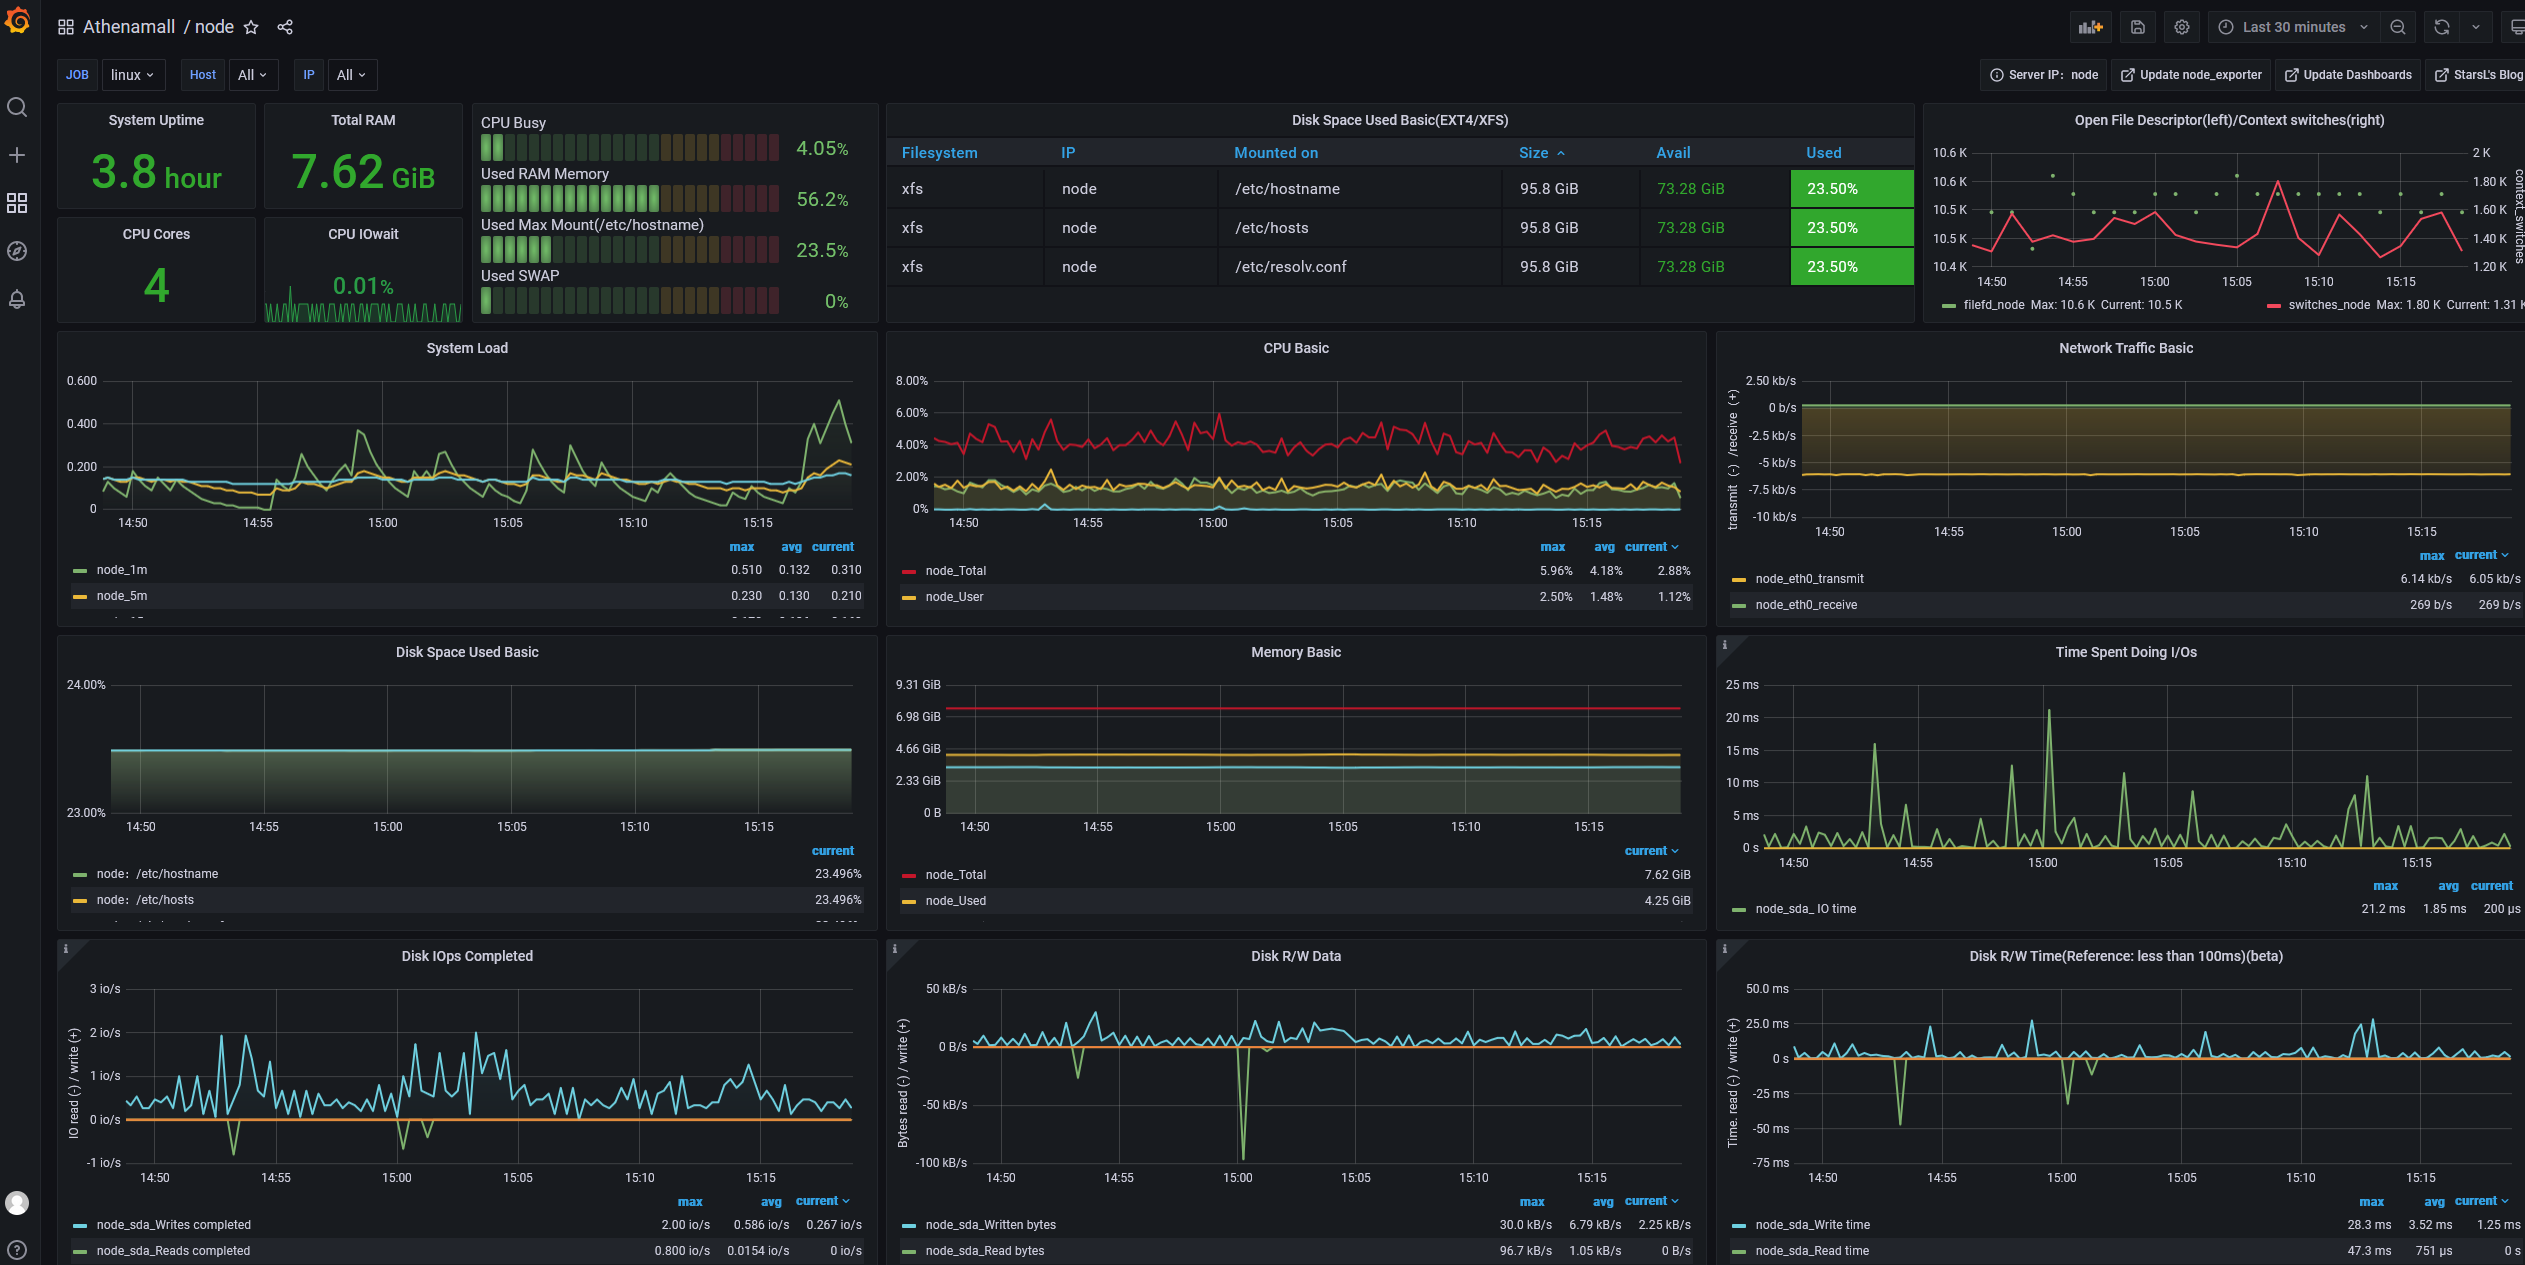 Athenamall / node
Last 30 minutes
JOB linux Host All IP All
Server IP： node Update node_exporter Update Dashboards StarsL's Blog
System Uptime
3.8 hour
Total RAM
7.62 GiB
CPU Cores
4
CPU IOwait
0.01%
CPU Busy
4.05%
Used RAM Memory
56.2%
Used Max Mount(/etc/hostname)
23.5%
Used SWAP
0%
Disk Space Used Basic(EXT4/XFS)
Filesystem IP Mounted on Size Avail Used
xfs node /etc/hostname 95.8 GiB 73.28 GiB 23.50%
xfs node /etc/hosts 95.8 GiB 73.28 GiB 23.50%
xfs node /etc/resolv.conf 95.8 GiB 73.28 GiB 23.50%
Open File Descriptor(left)/Context switches(right)
10.6 K 2 K
10.6 K 1.80 K
10.5 K 1.60 K
10.5 K 1.40 K
10.4 K 1.20 K
context_switches
14:50 14:55 15:00 15:05 15:10 15:15
filefd_node Max: 10.6 K Current: 10.5 K switches_node Max: 1.80 K Current: 1.31 K
System Load
0.600
0.400
0.200
0
14:50 14:55 15:00 15:05 15:10 15:15
max avg current
node_1m 0.510 0.132 0.310
node_5m 0.230 0.130 0.210
CPU Basic
8.00%
6.00%
4.00%
2.00%
0%
14:50 14:55 15:00 15:05 15:10 15:15
max avg current
node_Total 5.96% 4.18% 2.88%
node_User 2.50% 1.48% 1.12%
Network Traffic Basic
transmit (-) /receive (+)
2.50 kb/s
0 b/s
-2.5 kb/s
-5 kb/s
-7.5 kb/s
-10 kb/s
14:50 14:55 15:00 15:05 15:10 15:15
max current
node_eth0_transmit 6.14 kb/s 6.05 kb/s
node_eth0_receive 269 b/s 269 b/s
Disk Space Used Basic
24.00%
23.00%
14:50 14:55 15:00 15:05 15:10 15:15
current
node：/etc/hostname 23.496%
node：/etc/hosts 23.496%
Memory Basic
9.31 GiB
6.98 GiB
4.66 GiB
2.33 GiB
0 B
14:50 14:55 15:00 15:05 15:10 15:15
current
node_Total 7.62 GiB
node_Used 4.25 GiB
Time Spent Doing I/Os
25 ms
20 ms
15 ms
10 ms
5 ms
0 s
14:50 14:55 15:00 15:05 15:10 15:15
max avg current
node_sda_ IO time 21.2 ms 1.85 ms 200 µs
Disk IOps Completed
IO read (-) / write (+)
3 io/s
2 io/s
1 io/s
0 io/s
-1 io/s
14:50 14:55 15:00 15:05 15:10 15:15
max avg current
node_sda_Writes completed 2.00 io/s 0.586 io/s 0.267 io/s
node_sda_Reads completed 0.800 io/s 0.0154 io/s 0 io/s
Disk R/W Data
Bytes read (-) / write (+)
50 kB/s
0 B/s
-50 kB/s
-100 kB/s
14:50 14:55 15:00 15:05 15:10 15:15
max avg current
node_sda_Written bytes 30.0 kB/s 6.79 kB/s 2.25 kB/s
node_sda_Read bytes 96.7 kB/s 1.05 kB/s 0 B/s
Disk R/W Time(Reference: less than 100ms)(beta)
Time. read (-) / write (+)
50.0 ms
25.0 ms
0 s
-25 ms
-50 ms
-75 ms
14:50 14:55 15:00 15:05 15:10 15:15
max avg current
node_sda_Write time 28.3 ms 3.52 ms 1.25 ms
node_sda_Read time 47.3 ms 751 µs 0 s